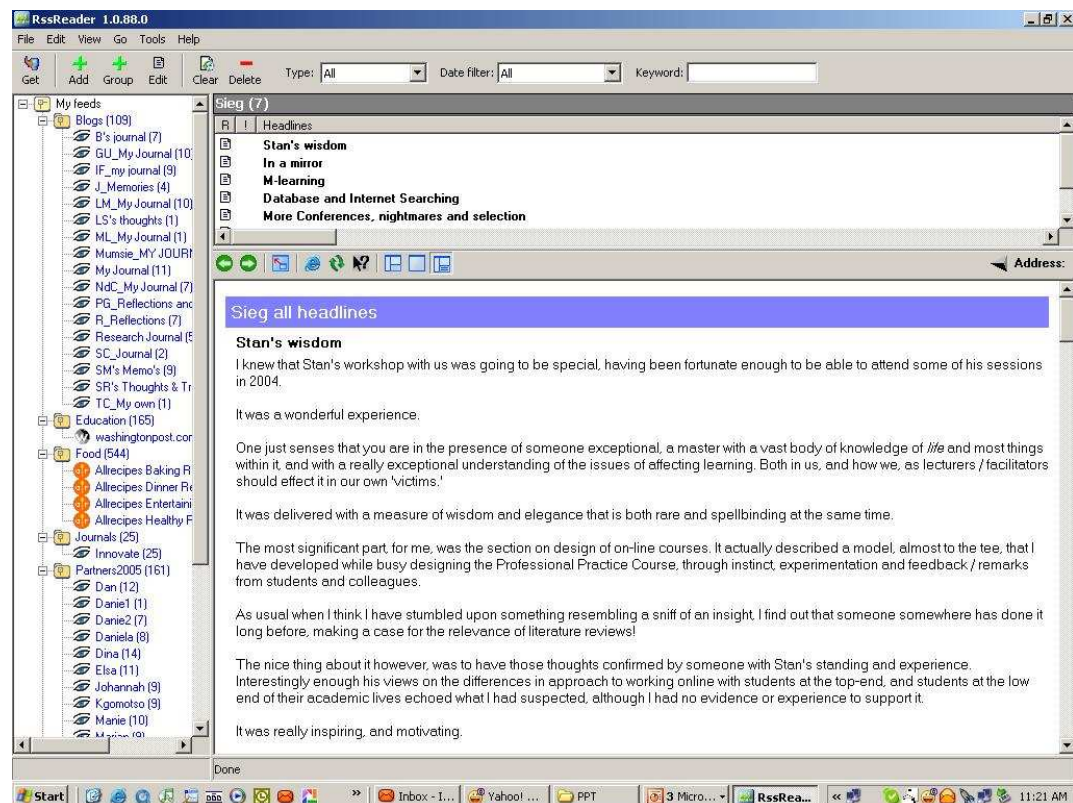 RssReader 1.0.88.0
File Edit View Go Tools Help
Get Add Group Edit Clear Delete Type: All Date filter: All Keyword:
My feeds
Blogs (109)
B's journal (7)
GU_My Journal (10)
IF_my journal (9)
J_Memories (4)
LM_My Journal (10)
LS's thoughts (1)
ML_My Journal (1)
Mumsie_MY JOURN
My Journal (11)
NdC_My Journal (7)
PG_Reflections and
R_Reflections (7)
Research Journal (5
SC_Journal (2)
SM's Memo's (9)
SR's Thoughts & Tr
TC_My own (1)
Education (165)
washingtonpost.cor
Food (544)
Allrecipes Baking R
Allrecipes Dinner Re
Allrecipes Entertaini
Allrecipes Healthy F
Journals (25)
Innovate (25)
Partners2005 (161)
Dan (12)
Danie1 (1)
Danie2 (7)
Daniela (8)
Dina (14)
Elsa (11)
Johannah (9)
Kgomotso (9)
Manie (10)
Sieg (7)
R ! Headlines
Stan's wisdom
In a mirror
M-learning
Database and Internet Searching
More Conferences, nightmares and selection
Address:
Sieg all headlines
Stan's wisdom
I knew that Stan's workshop with us was going to be special, having been fortunate enough to be able to attend some of his sessions
in 2004.
It was a wonderful experience.
One just senses that you are in the presence of someone exceptional, a master with a vast body of knowledge of life and most things
within it, and with a really exceptional understanding of the issues of affecting learning. Both in us, and how we, as lecturers / facilitators
should effect it in our own 'victims.'
It was delivered with a measure of wisdom and elegance that is both rare and spellbinding at the same time.
The most significant part, for me, was the section on design of on-line courses. It actually described a model, almost to the tee, that I
have developed while busy designing the Professional Practice Course, through instinct, experimentation and feedback / remarks
from students and colleagues.
As usual when I think I have stumbled upon something resembling a sniff of an insight, I find out that someone somewhere has done it
long before, making a case for the relevance of literature reviews!
The nice thing about it however, was to have those thoughts confirmed by someone with Stan's standing and experience.
Interestingly enough his views on the differences in approach to working online with students at the top-end, and students at the low
end of their academic lives echoed what I had suspected, although I had no evidence or experience to support it.
It was really inspiring, and motivating.
Done
Start » Inbox - I... Yahoo! ... PPT 3 Micro... RssRea... « 11:21 AM